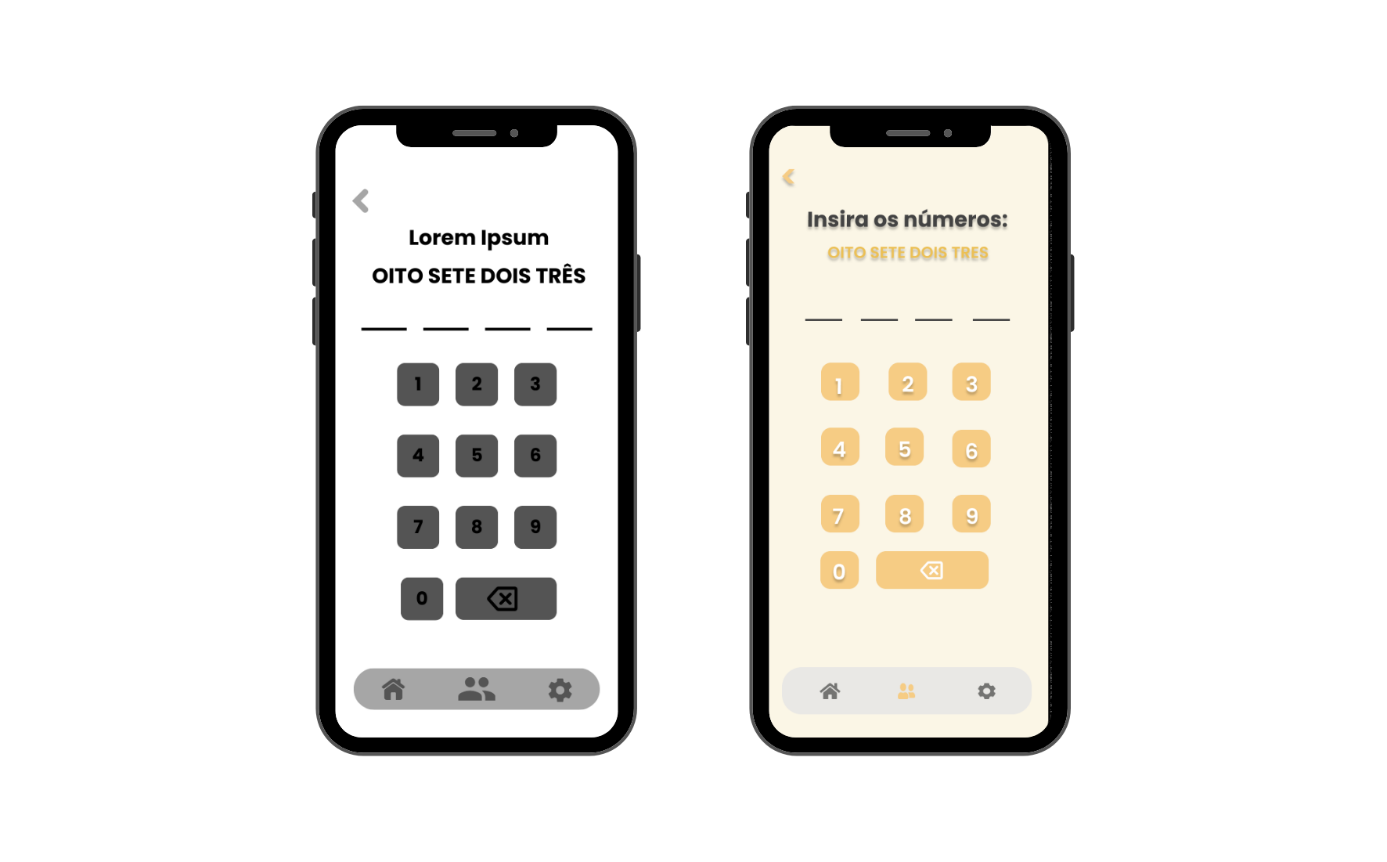 Lorem Ipsum
OITO SETE DOIS TRÊS
1 2 3
4 5 6
7 8 9
0
Insira os números:
OITO SETE DOIS TRES
1 2 3
4 5 6
7 8 9
0